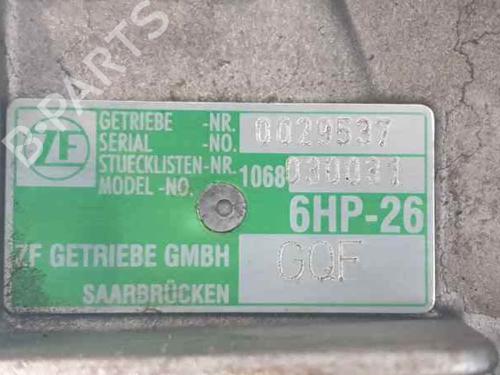 B-PARTS
ZF
GETRIEBE -NR. 0029537
SERIAL -NO.
STUECKLISTEN-NR. 1068 030031
MODEL -NO.
6HP-26
ZF GETRIEBE GMBH GQF
SAARBRÜCKEN